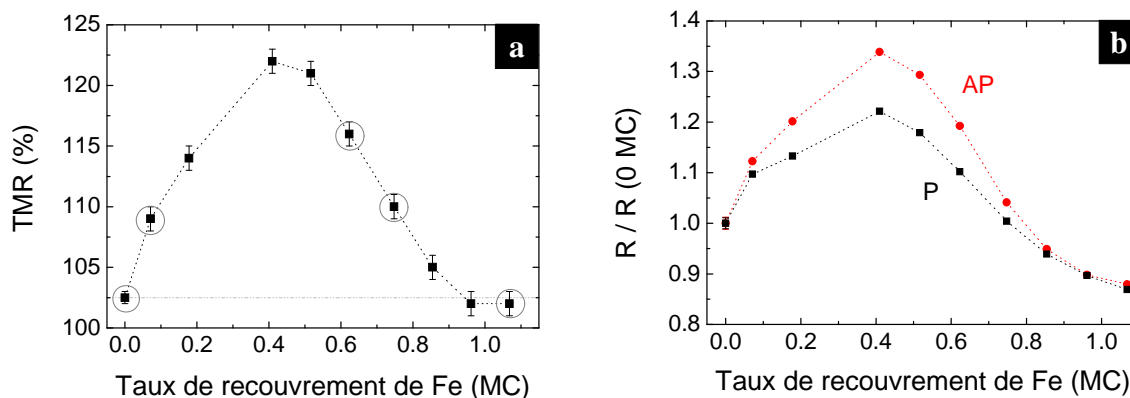 125
120
115
110
105
100
TMR (%)
a
0.0 0.2 0.4 0.6 0.8 1.0
Taux de recouvrement de Fe (MC)
1.4
1.3
1.2
1.1
1.0
0.9
0.8
R / R (0 MC)
b
AP
P
0.0 0.2 0.4 0.6 0.8 1.0
Taux de recouvrement de Fe (MC)